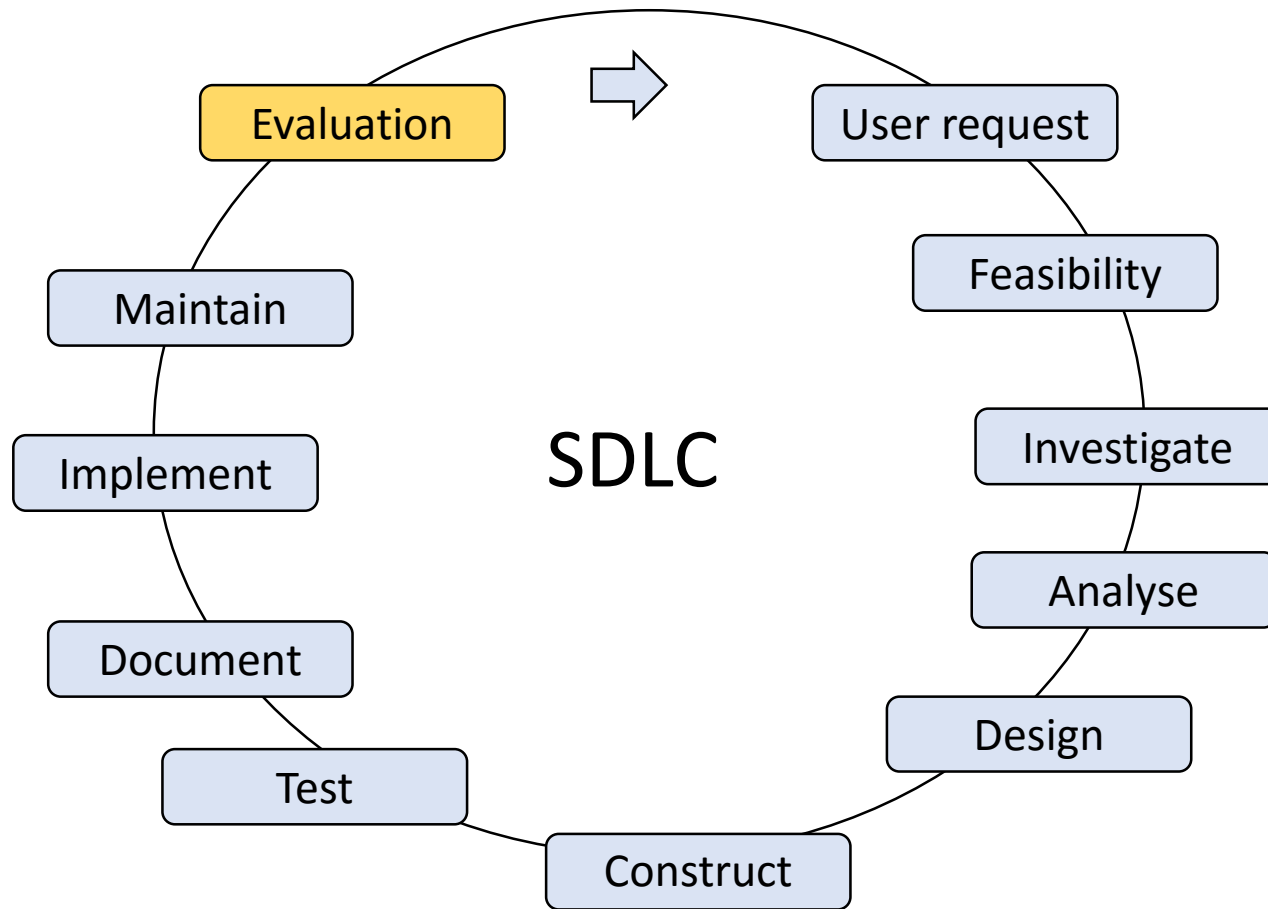 Evaluation
User request
Feasibility
Maintain
Investigate
Implement
SDLC
Analyse
Document
Design
Test
Construct